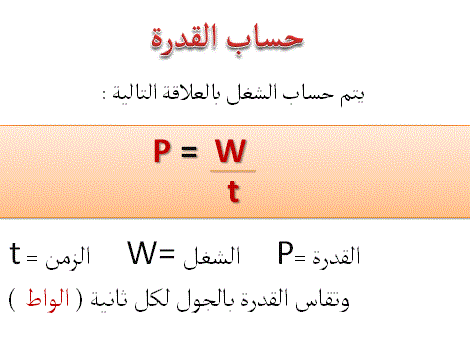 حساب القدرة
يتم حساب الشغل بالعلاقة التالية :
P = W
t
القدرة =P الشغل =W الزمن = t
وتقاس القدرة بالجول لكل ثانية ( الواط )